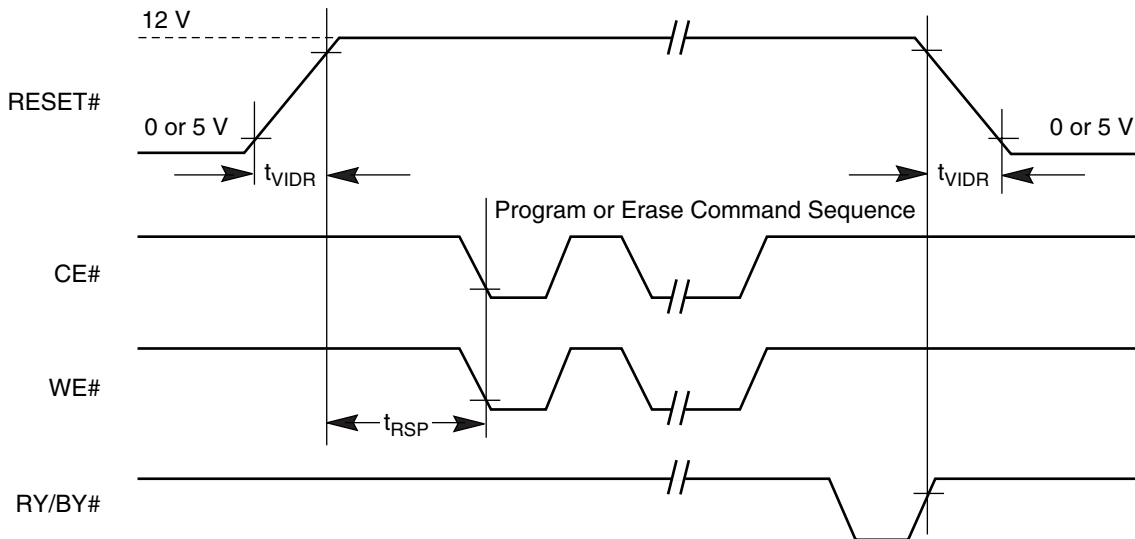 12 V
RESET#
0 or 5 V
0 or 5 V
tVIDR
tVIDR
Program or Erase Command Sequence
CE#
WE#
tRSP
RY/BY#